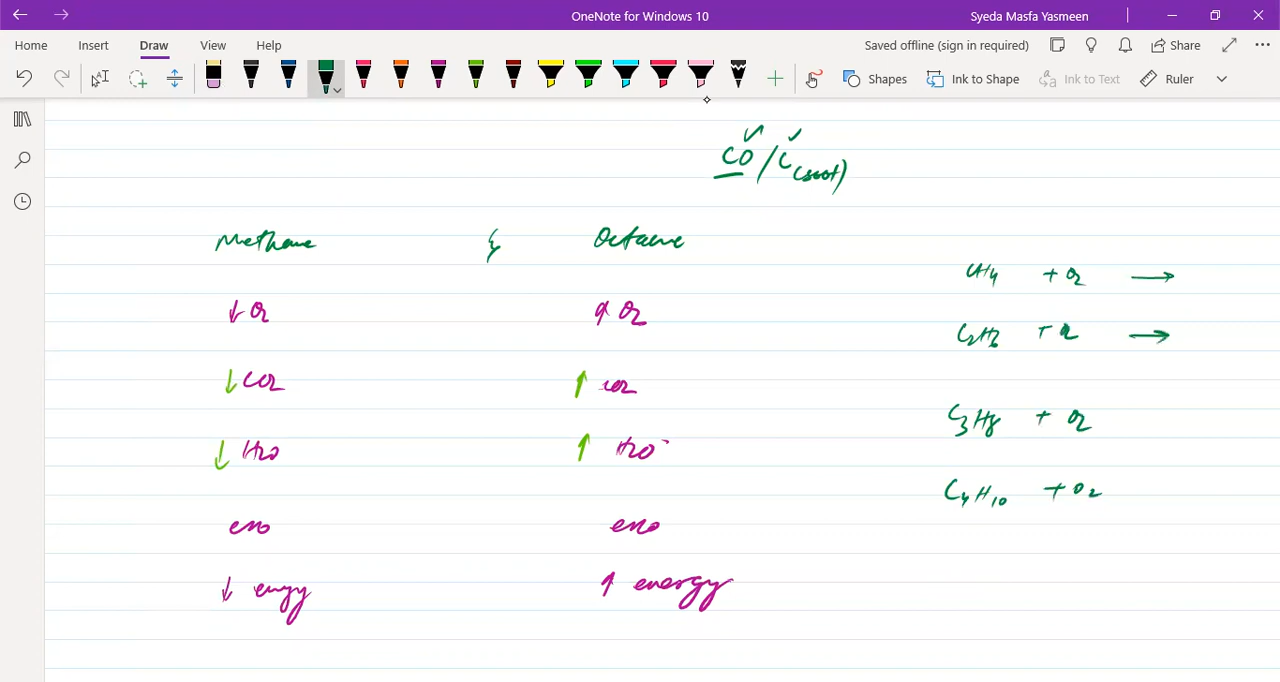 OneNote for Windows 10
Syeda Masfa Yasmeen
Home Insert Draw View Help
Saved offline (sign in required) Share
Shapes Ink to Shape Ink to Text Ruler
CO / C (soot)
Methane & Octane
↓ O2 ↑ O2
↓ CO2 ↑ CO2
↓ H2O ↑ H2O
exo exo
↓ energy ↑ energy
CH4 + O2 →
C2H6 + O2 →
C3H8 + O2
C4H10 + O2